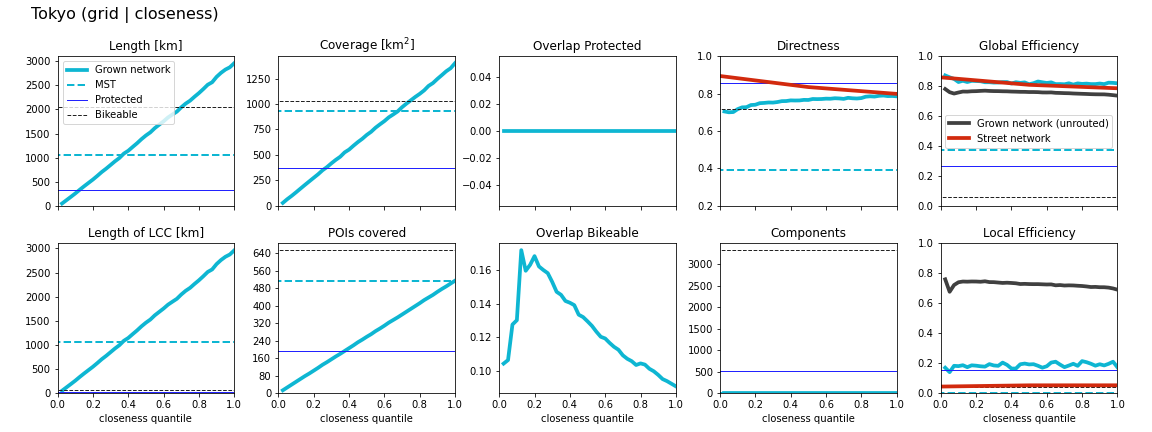 Tokyo (grid | closeness)
Length [km]
Coverage [km²]
Overlap Protected
Directness
Global Efficiency
3000
2500
2000
1500
1000
500
0
Grown network
MST
Protected
Bikeable
1250
1000
750
500
250
0
0.04
0.02
0.00
−0.02
−0.04
1.0
0.8
0.6
0.4
0.2
1.0
0.8
0.6
0.4
0.2
0.0
Grown network (unrouted)
Street network
Length of LCC [km]
POIs covered
Overlap Bikeable
Components
Local Efficiency
3000
2500
2000
1500
1000
500
0
640
560
480
400
320
240
160
80
0
0.16
0.14
0.12
0.10
3000
2500
2000
1500
1000
500
0
1.0
0.8
0.6
0.4
0.2
0.0
0.0 0.2 0.4 0.6 0.8 1.0
0.0 0.2 0.4 0.6 0.8 1.0
0.0 0.2 0.4 0.6 0.8 1.0
0.0 0.2 0.4 0.6 0.8 1.0
0.0 0.2 0.4 0.6 0.8 1.0
closeness quantile
closeness quantile
closeness quantile
closeness quantile
closeness quantile